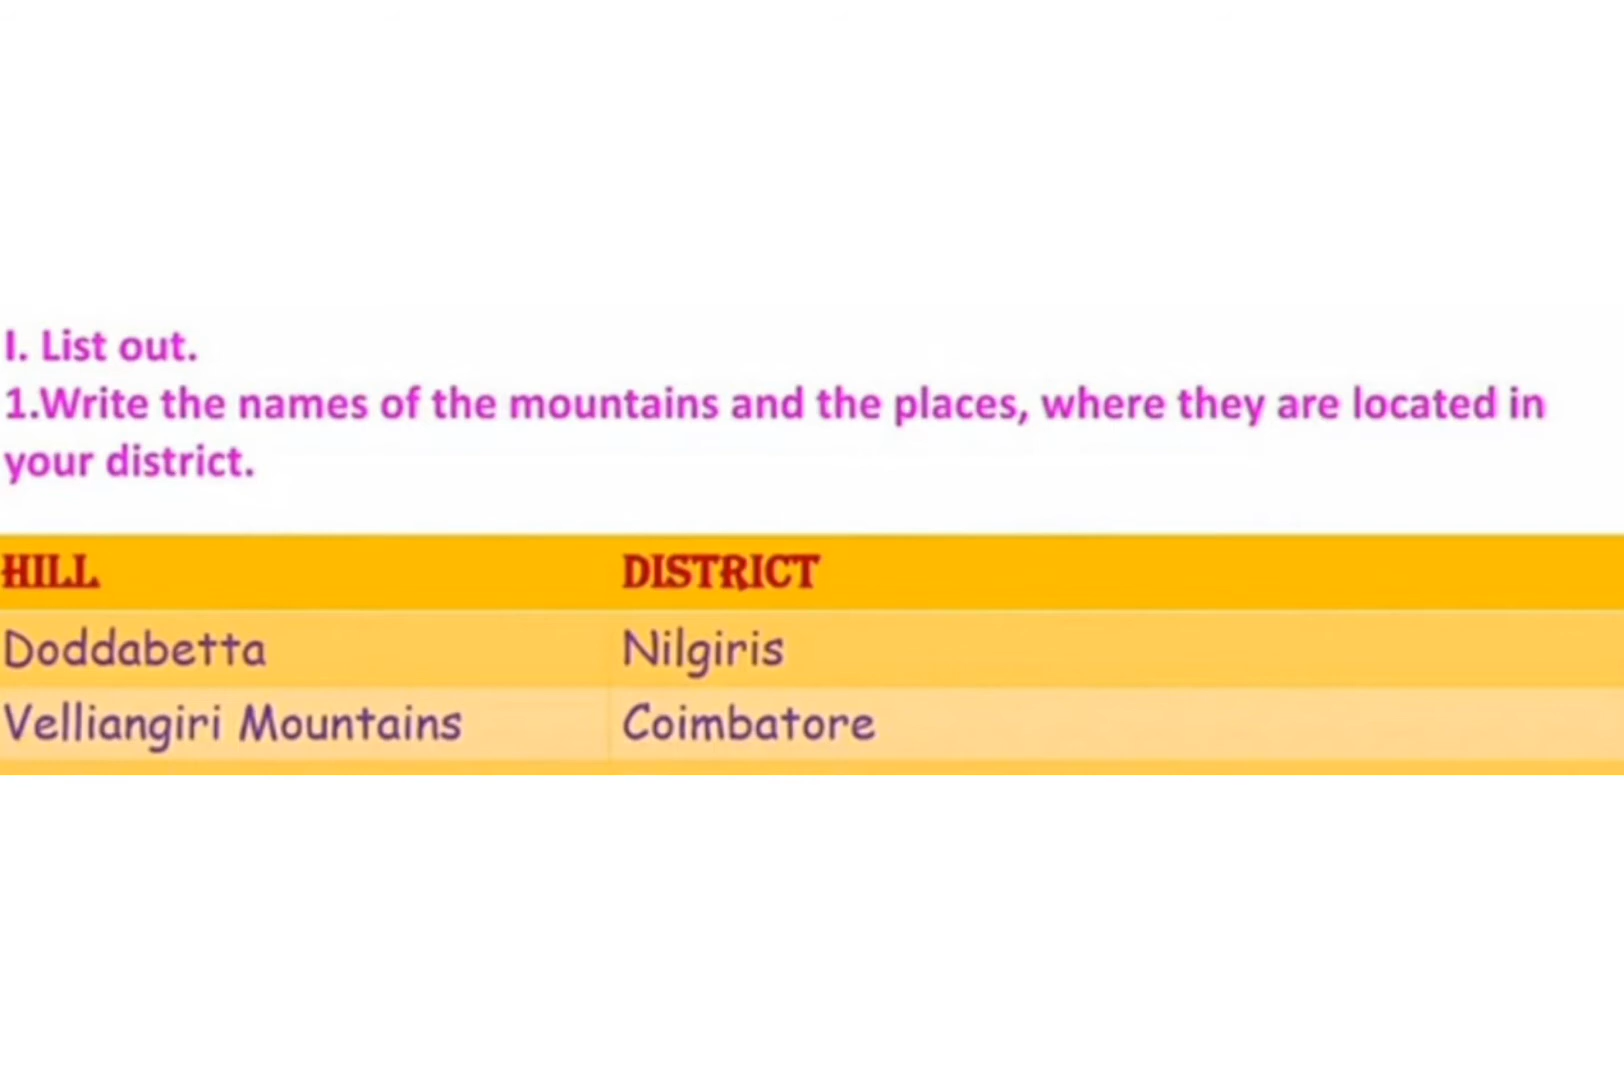 I. List out.
1.Write the names of the mountains and the places, where they are located in
your district.
HILL DISTRICT
Doddabetta Nilgiris
Velliangiri Mountains Coimbatore